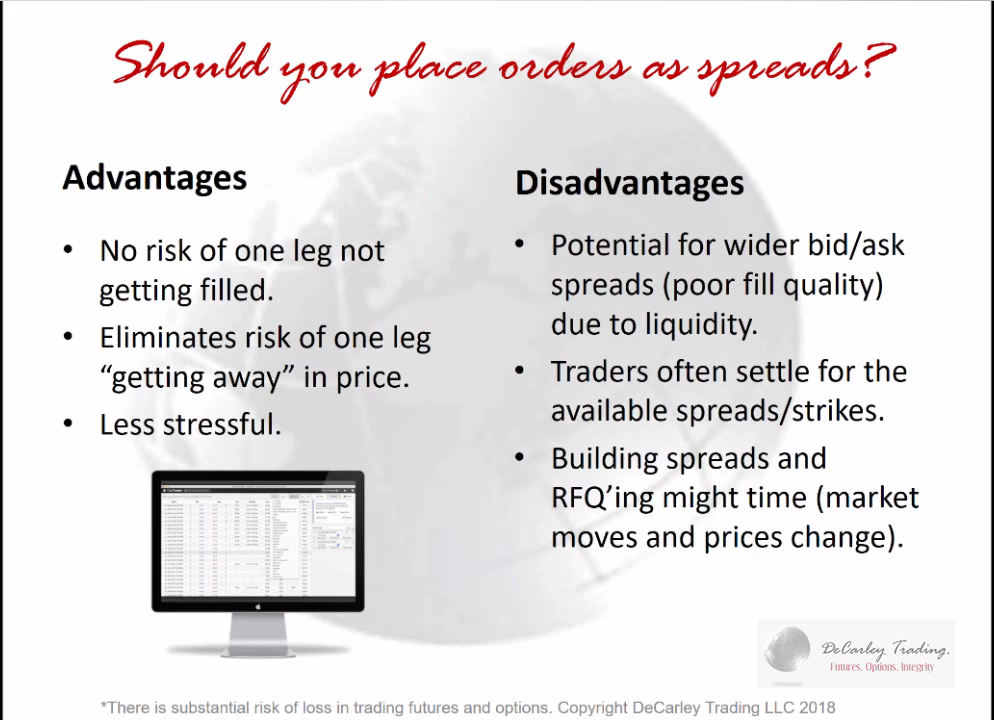 Should you place orders as spreads?
Advantages
• No risk of one leg not
getting filled.
• Eliminates risk of one leg
“getting away” in price.
• Less stressful.
Disadvantages
• Potential for wider bid/ask
spreads (poor fill quality)
due to liquidity.
• Traders often settle for the
available spreads/strikes.
• Building spreads and
RFQ’ing might time (market
moves and prices change).
DeCarley Trading.
Futures, Options, Integrity
*There is substantial risk of loss in trading futures and options. Copyright DeCarley Trading LLC 2018